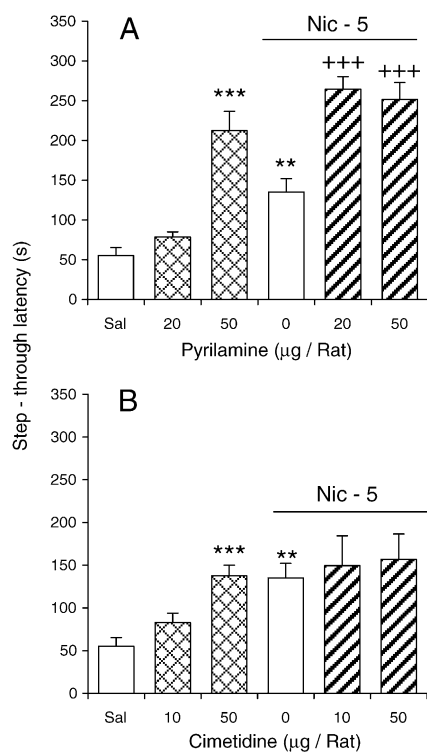 A
Nic - 5
350
300
250
200
150
100
50
0
***
**
+++
+++
Sal 20 50 0 20 50
Pyrilamine (μg / Rat)
Step - through latency (s)
B
Nic - 5
350
300
250
200
150
100
50
0
***
**
Sal 10 50 0 10 50
Cimetidine (μg / Rat)